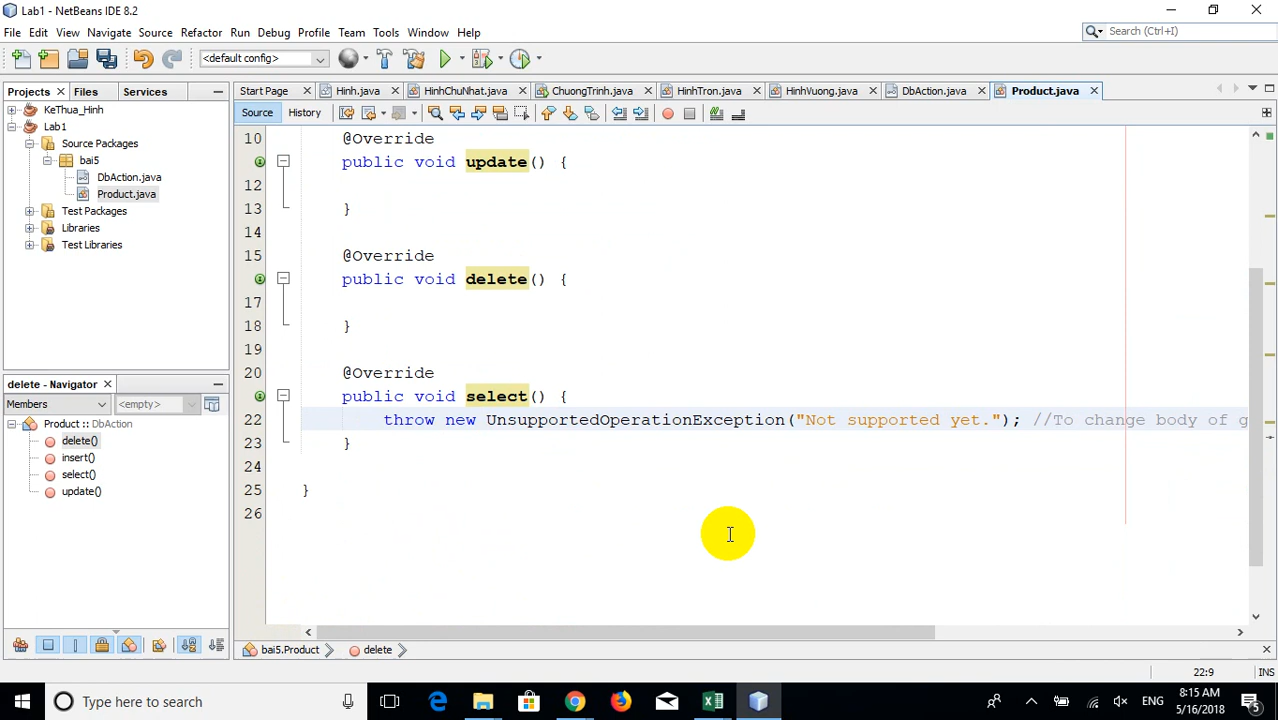 Lab1 - NetBeans IDE 8.2
File Edit View Navigate Source Refactor Run Debug Profile Team Tools Window Help
Search (Ctrl+I)
<default config>
Projects Files Services
Start Page Hinh.java HinhChuNhat.java ChuongTrinh.java HinhTron.java HinhVuong.java DbAction.java Product.java
Source History
KeThua_Hinh
Lab1
Source Packages
bai5
DbAction.java
Product.java
Test Packages
Libraries
Test Libraries
10 @Override
public void update() {
12
13 }
14
15 @Override
public void delete() {
17
18 }
19
20 @Override
public void select() {
22 throw new UnsupportedOperationException("Not supported yet."); //To change body of g
23 }
24
25 }
26
delete - Navigator
Members <empty>
Product :: DbAction
delete()
insert()
select()
update()
bai5.Product delete
22:9 INS
Type here to search
ENG
8:15 AM
5/16/2018
5